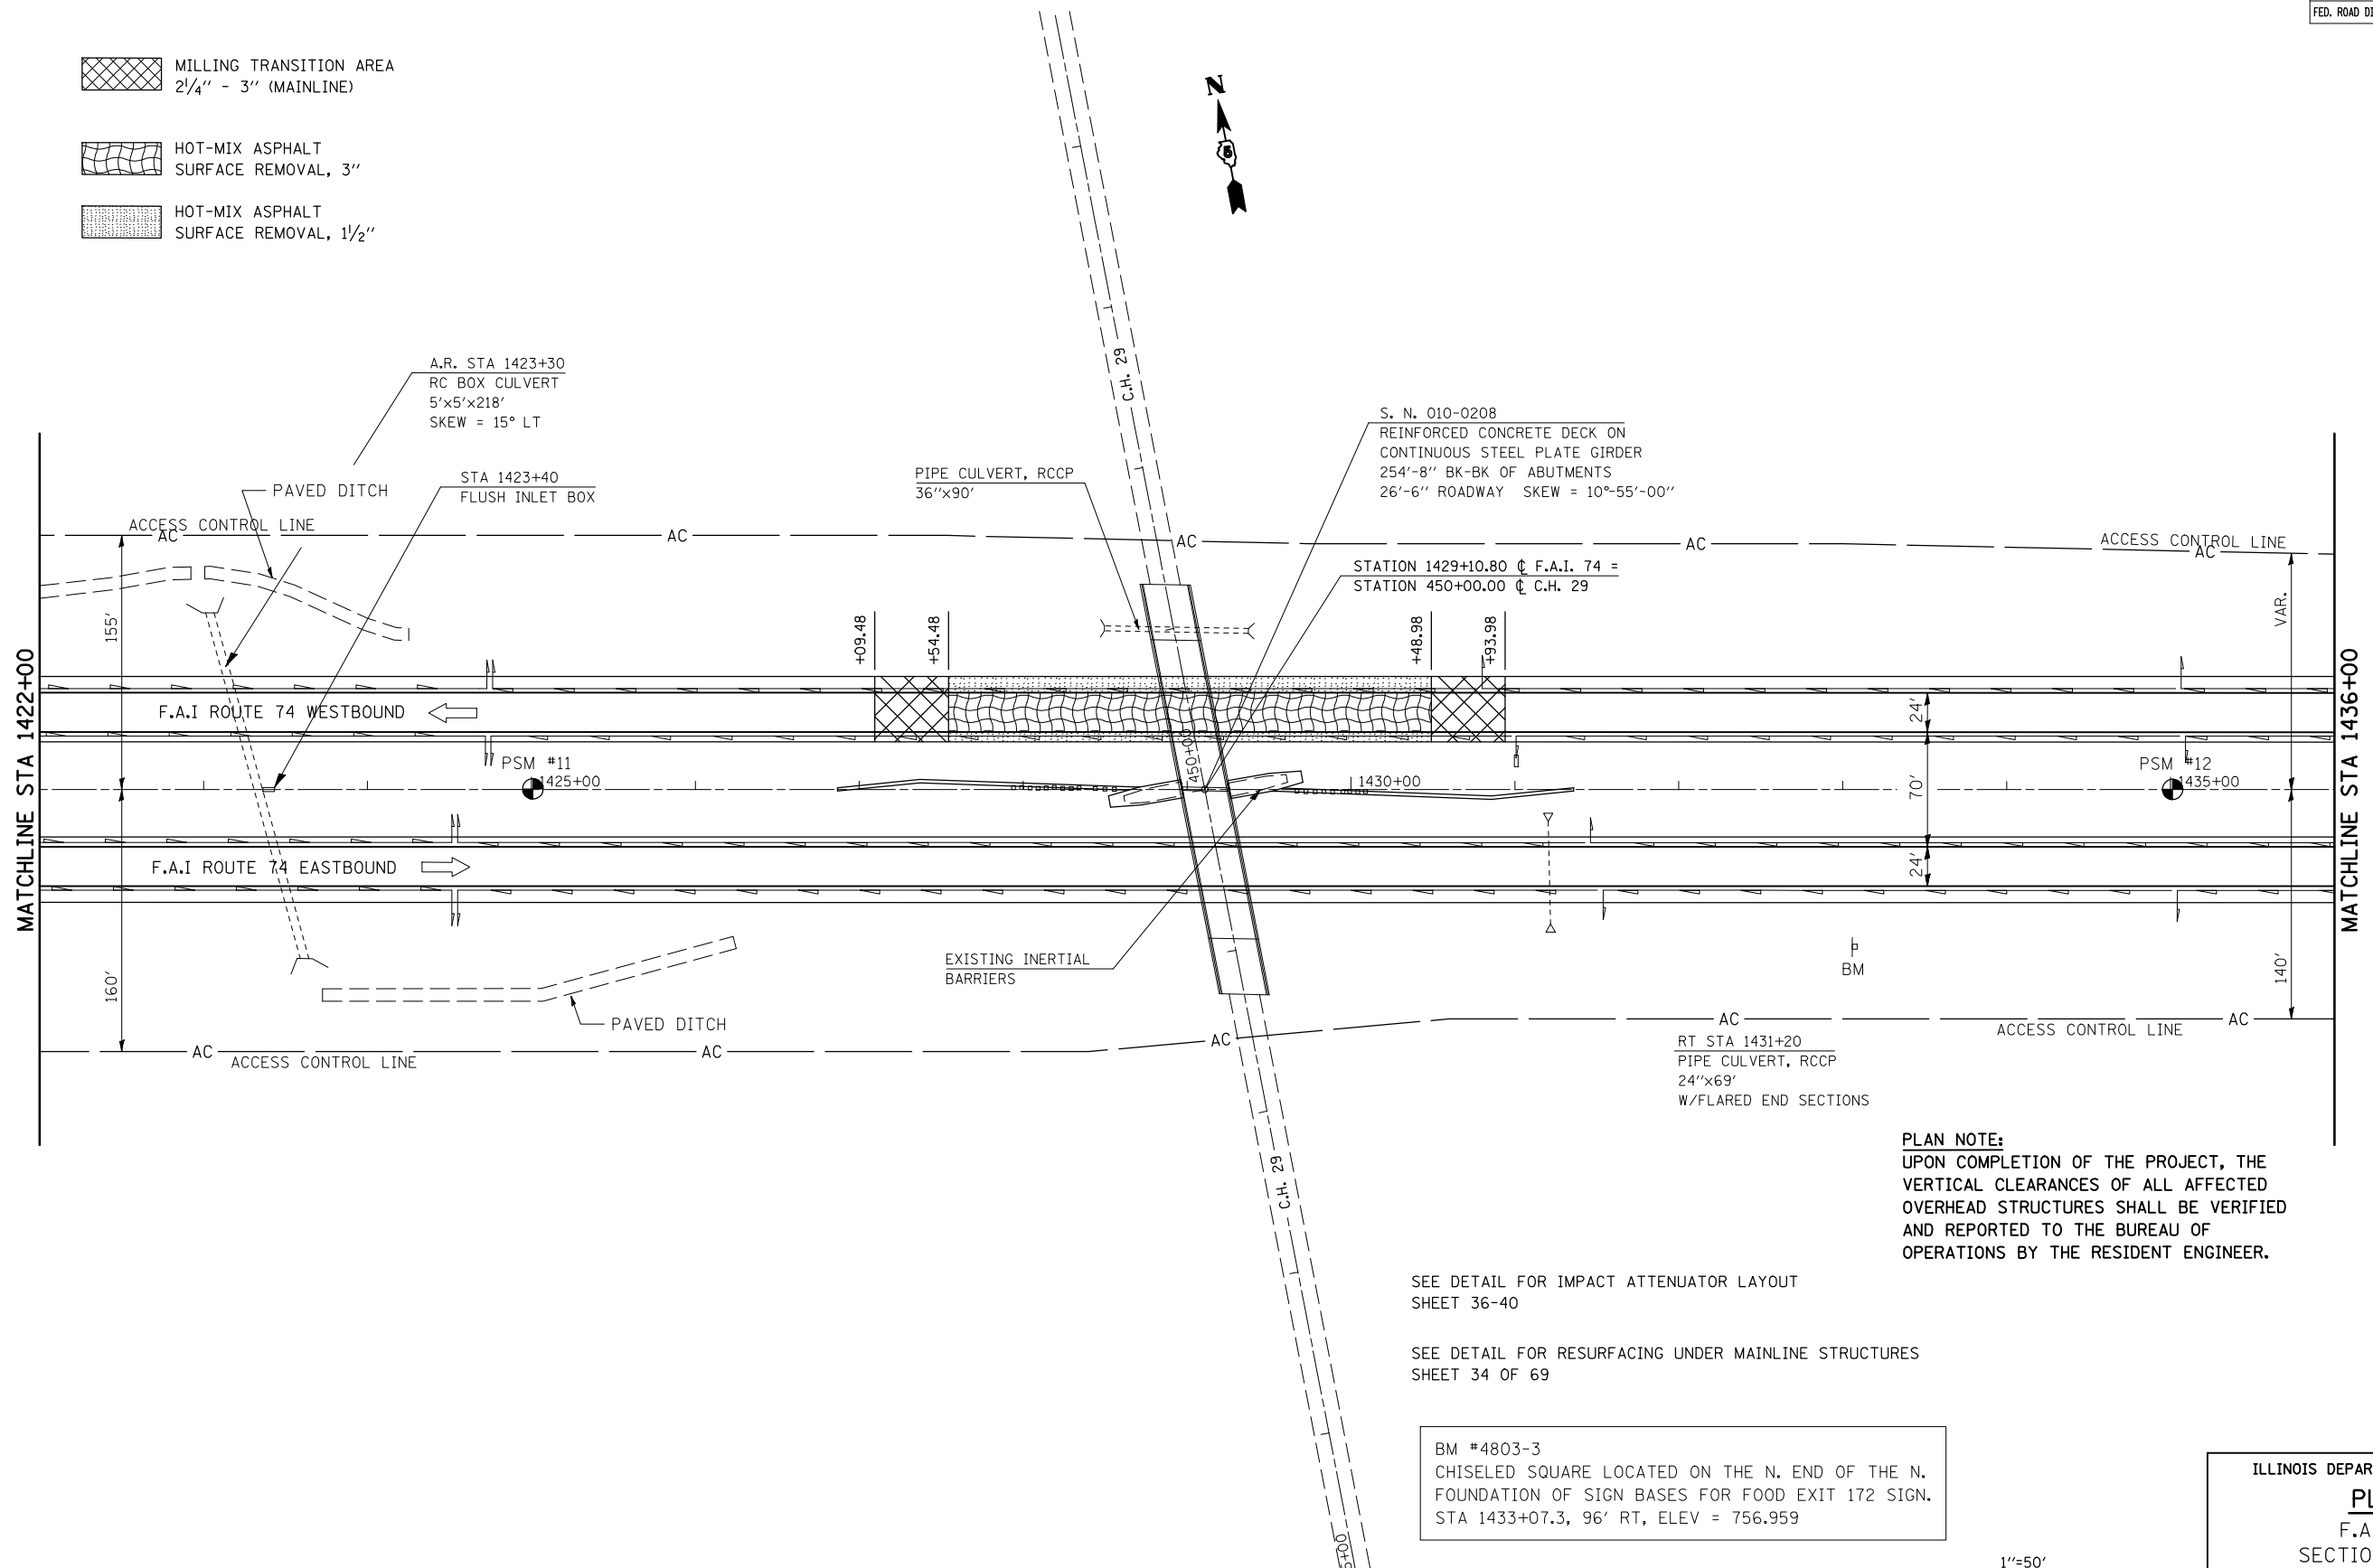 FED. ROAD DI
MILLING TRANSITION AREA
2 1/4" - 3" (MAINLINE)
HOT-MIX ASPHALT
SURFACE REMOVAL, 3"
HOT-MIX ASPHALT
SURFACE REMOVAL, 1 1/2"
N
C.H. 29
A.R. STA 1423+30
RC BOX CULVERT
5'x5'x218'
SKEW = 15° LT
PAVED DITCH
STA 1423+40
FLUSH INLET BOX
PIPE CULVERT, RCCP
36"x90'
S. N. 010-0208
REINFORCED CONCRETE DECK ON
CONTINUOUS STEEL PLATE GIRDER
254'-8" BK-BK OF ABUTMENTS
26'-6" ROADWAY SKEW = 10°-55'-00"
STATION 1429+10.80 ℄ F.A.I. 74 =
STATION 450+00.00 ℄ C.H. 29
ACCESS CONTROL LINE
AC
AC
AC
AC
AC
ACCESS CONTROL LINE
155'
VAR.
+09.48
+54.48
+48.98
+93.98
MATCHLINE STA 1422+00
MATCHLINE STA 1436+00
F.A.I ROUTE 74 WESTBOUND
24'
PSM #11
1425+00
450+00
1430+00
PSM #12
1435+00
70'
F.A.I ROUTE 74 EASTBOUND
24'
160'
140'
EXISTING INERTIAL
BARRIERS
BM
PAVED DITCH
AC
AC
AC
AC
AC
ACCESS CONTROL LINE
ACCESS CONTROL LINE
RT STA 1431+20
PIPE CULVERT, RCCP
24"x69'
W/FLARED END SECTIONS
C.H. 29
PLAN NOTE:
UPON COMPLETION OF THE PROJECT, THE
VERTICAL CLEARANCES OF ALL AFFECTED
OVERHEAD STRUCTURES SHALL BE VERIFIED
AND REPORTED TO THE BUREAU OF
OPERATIONS BY THE RESIDENT ENGINEER.
SEE DETAIL FOR IMPACT ATTENUATOR LAYOUT
SHEET 36-40
SEE DETAIL FOR RESURFACING UNDER MAINLINE STRUCTURES
SHEET 34 OF 69
BM #4803-3
CHISELED SQUARE LOCATED ON THE N. END OF THE N.
FOUNDATION OF SIGN BASES FOR FOOD EXIT 172 SIGN.
STA 1433+07.3, 96' RT, ELEV = 756.959
5+00
1"=50'
ILLINOIS DEPAR
PL
F.A
SECTIO